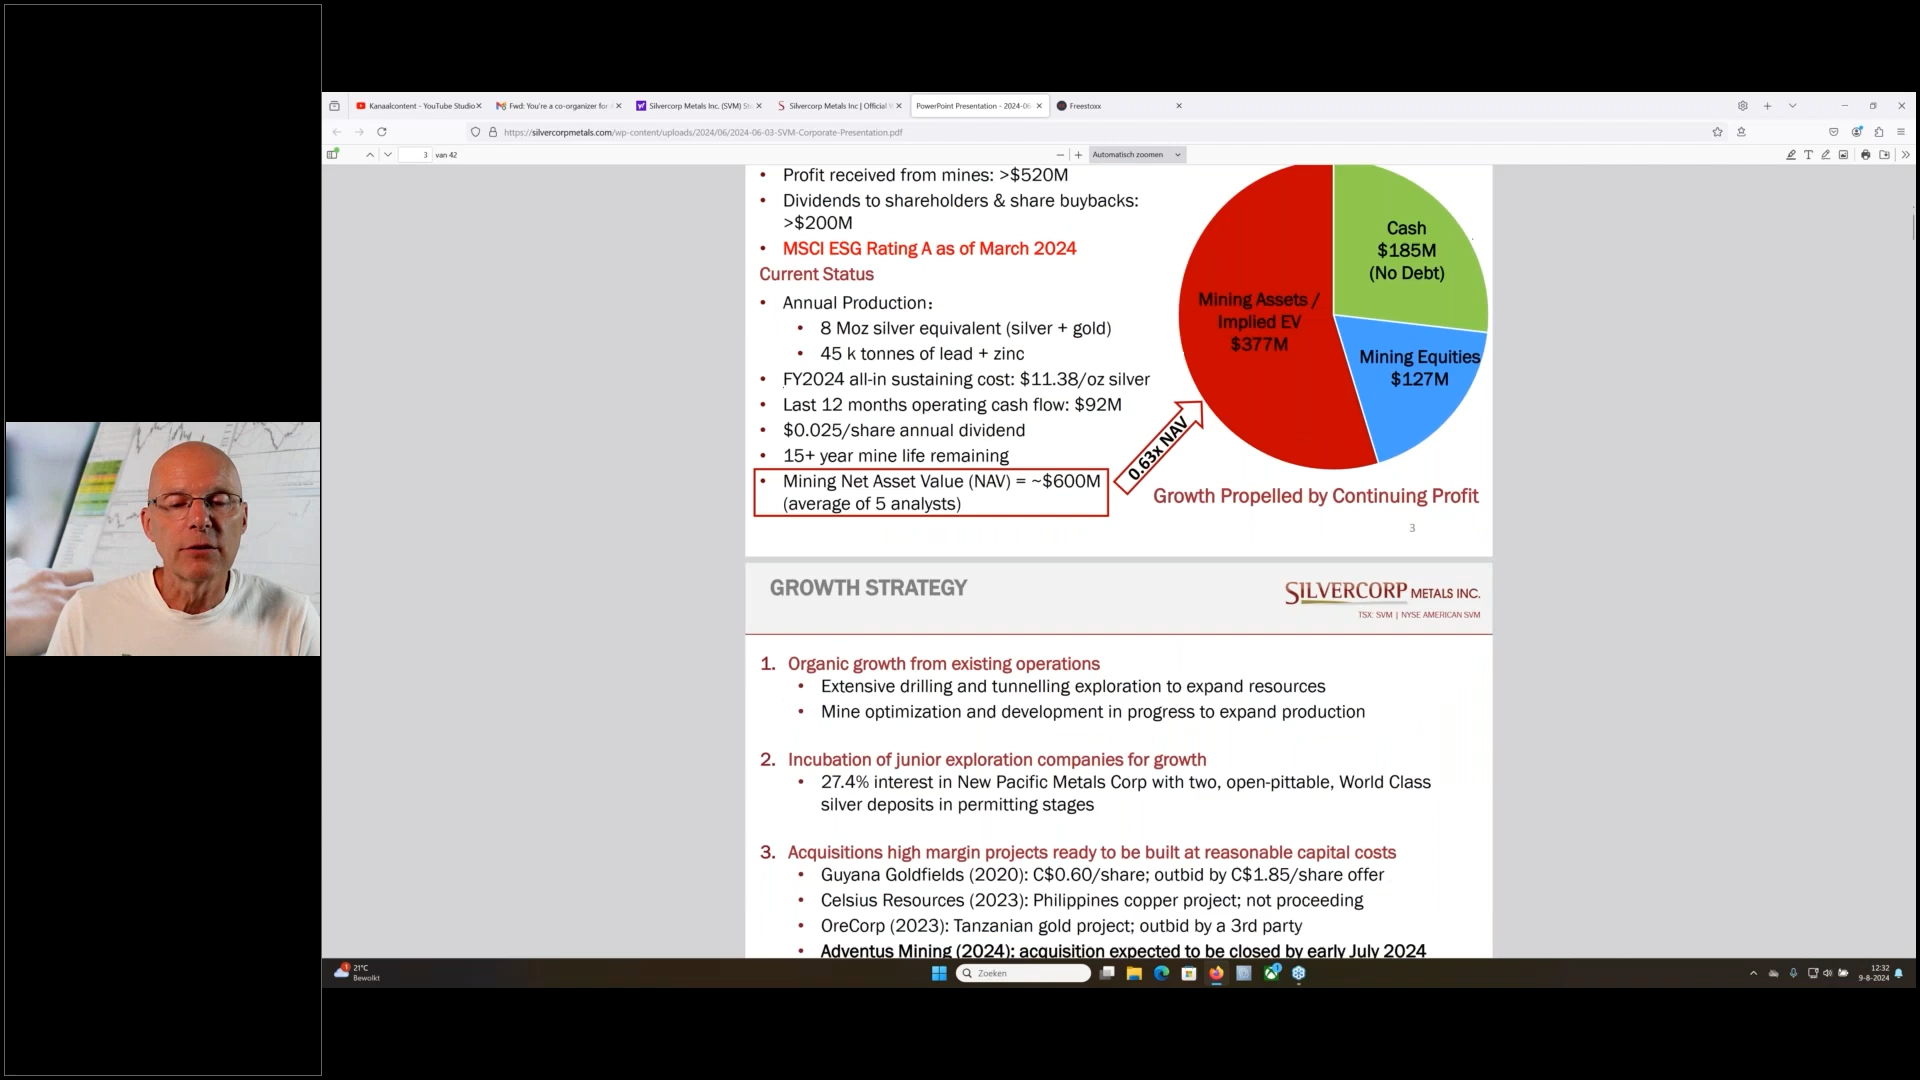 Kanaalcontent - YouTube Studio
Fwd: You're a co-organizer for
Silvercorp Metals Inc. (SVM) St
Silvercorp Metals Inc | Official W
PowerPoint Presentation - 2024-06
Freestoxx
https://silvercorpmetals.com/wp-content/uploads/2024/06/2024-06-03-SVM-Corporate-Presentation.pdf
3 van 42
Automatisch zoomen
• Profit received from mines: >$520M
• Dividends to shareholders & share buybacks:
>$200M
• MSCI ESG Rating A as of March 2024
Current Status
• Annual Production:
• 8 Moz silver equivalent (silver + gold)
• 45 k tonnes of lead + zinc
• FY2024 all-in sustaining cost: $11.38/oz silver
• Last 12 months operating cash flow: $92M
• $0.025/share annual dividend
• 15+ year mine life remaining
• Mining Net Asset Value (NAV) = ~$600M
(average of 5 analysts)
0.63x NAV
Cash
$185M
(No Debt)
Mining Assets /
Implied EV
$377M
Mining Equities
$127M
Growth Propelled by Continuing Profit
3
GROWTH STRATEGY
SILVERCORP METALS INC.
TSX: SVM | NYSE AMERICAN SVM
1. Organic growth from existing operations
• Extensive drilling and tunnelling exploration to expand resources
• Mine optimization and development in progress to expand production
2. Incubation of junior exploration companies for growth
• 27.4% interest in New Pacific Metals Corp with two, open-pittable, World Class
silver deposits in permitting stages
3. Acquisitions high margin projects ready to be built at reasonable capital costs
• Guyana Goldfields (2020): C$0.60/share; outbid by C$1.85/share offer
• Celsius Resources (2023): Philippines copper project; not proceeding
• OreCorp (2023): Tanzanian gold project; outbid by a 3rd party
• Adventus Mining (2024): acquisition expected to be closed by early July 2024
21°C
Bewolkt
Zoeken
12:32
9-8-2024